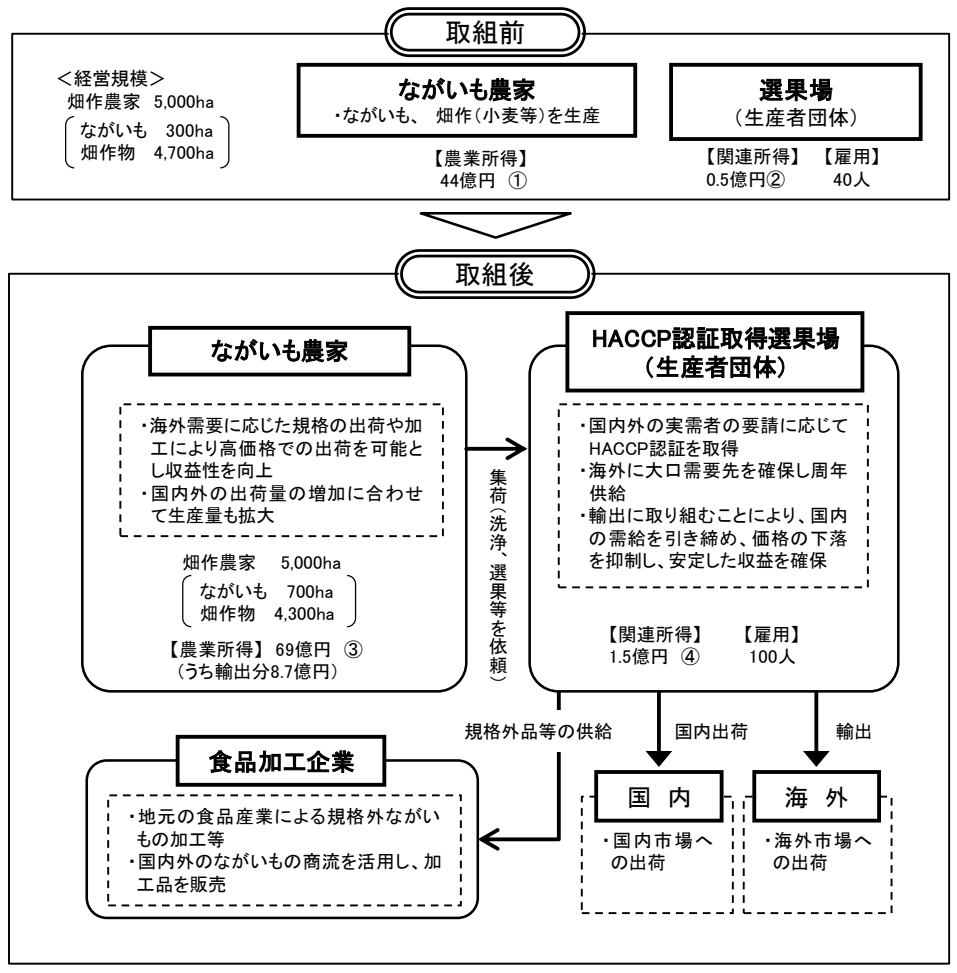 取組前
＜経営規模＞
畑作農家 5,000ha
ながいも 300ha
畑作物 4,700ha
ながいも農家
・ながいも、 畑作（小麦等）を生産
【農業所得】
44億円 ①
選果場
（生産者団体）
【関連所得】 【雇用】
0.5億円② 40人
取組後
ながいも農家
・海外需要に応じた規格の出荷や加
工により高価格での出荷を可能と
し収益性を向上
・国内外の出荷量の増加に合わせ
て生産量も拡大
畑作農家 5,000ha
ながいも 700ha
畑作物 4,300ha
【農業所得】 69億円 ③
（うち輸出分8.7億円）
集荷（洗浄、選果等を依頼）
HACCP認証取得選果場
（生産者団体）
・国内外の実需者の要請に応じて
HACCP認証を取得
・海外に大口需要先を確保し周年
供給
・輸出に取り組むことにより、国内
の需給を引き締め、価格の下落
を抑制し、安定した収益を確保
【関連所得】 【雇用】
1.5億円 ④ 100人
規格外品等の供給
国内出荷
輸出
食品加工企業
・地元の食品産業による規格外ながい
もの加工等
・国内外のながいもの商流を活用し、加
工品を販売
国 内
・国内市場へ
の出荷
海 外
・海外市場へ
の出荷